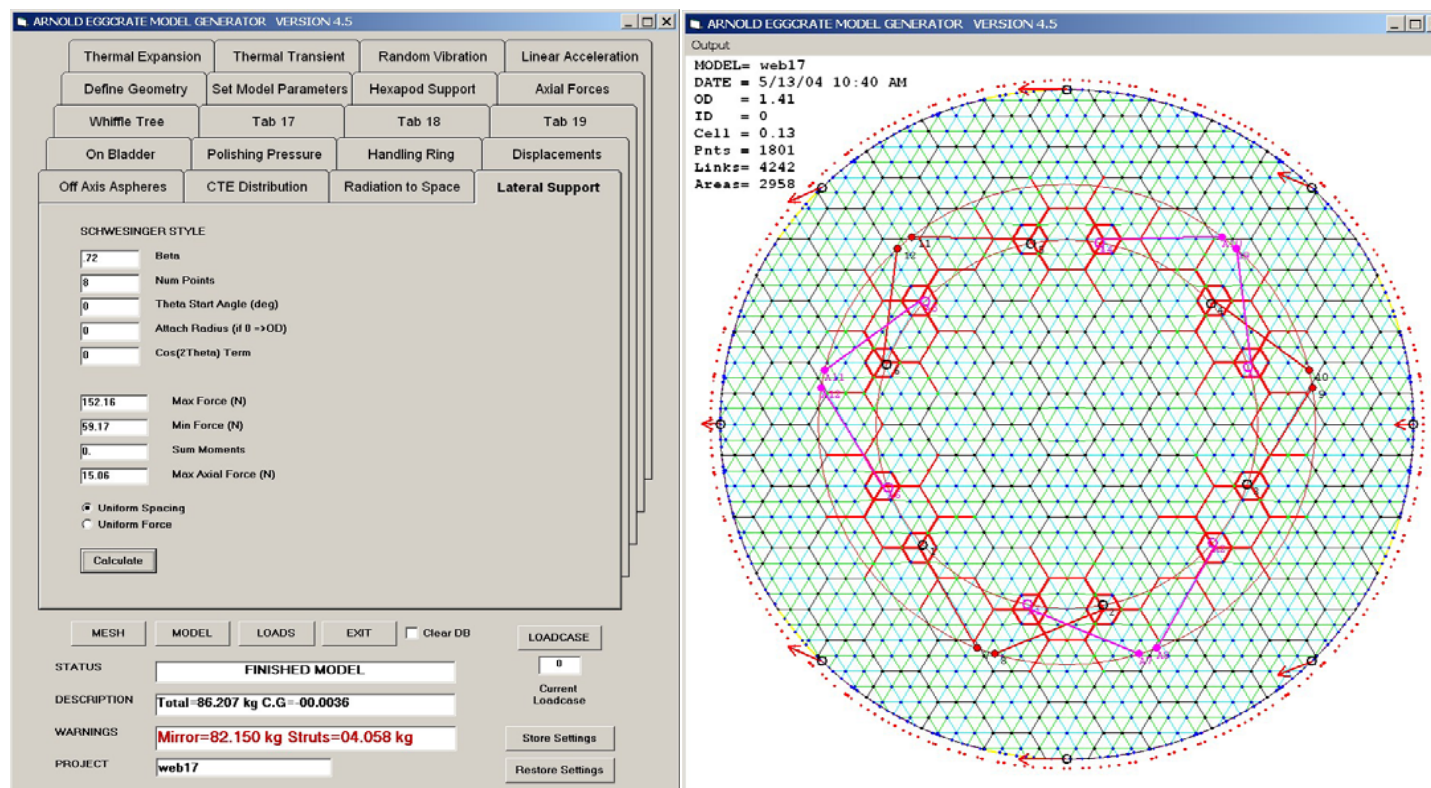 ARNOLD EGGCRATE MODEL GENERATOR VERSION 4.5
Thermal Expansion Thermal Transient Random Vibration Linear Acceleration
Define Geometry Set Model Parameters Hexapod Support Axial Forces
Whiffle Tree Tab 17 Tab 18 Tab 19
On Bladder Polishing Pressure Handling Ring Displacements
Off Axis Aspheres CTE Distribution Radiation to Space Lateral Support
SCHWESINGER STYLE
.72 Beta
8 Num Points
0 Theta Start Angle (deg)
0 Attach Radius (if 0 =>OD)
0 Cos(2Theta) Term
152.16 Max Force (N)
59.17 Min Force (N)
0. Sum Moments
15.06 Max Axial Force (N)
Uniform Spacing
Uniform Force
Calculate
MESH MODEL LOADS EXIT Clear DB LOADCASE
STATUS FINISHED MODEL 0
Current
Loadcase
DESCRIPTION Total=86.207 kg C.G=-00.0036
WARNINGS Mirror=82.150 kg Struts=04.058 kg Store Settings
PROJECT web17 Restore Settings
ARNOLD EGGCRATE MODEL GENERATOR VERSION 4.5
Output
MODEL= web17
DATE = 5/13/04 10:40 AM
OD = 1.41
ID = 0
Cell = 0.13
Pnts = 1801
Links= 4242
Areas= 2958
11
12
10
9
8